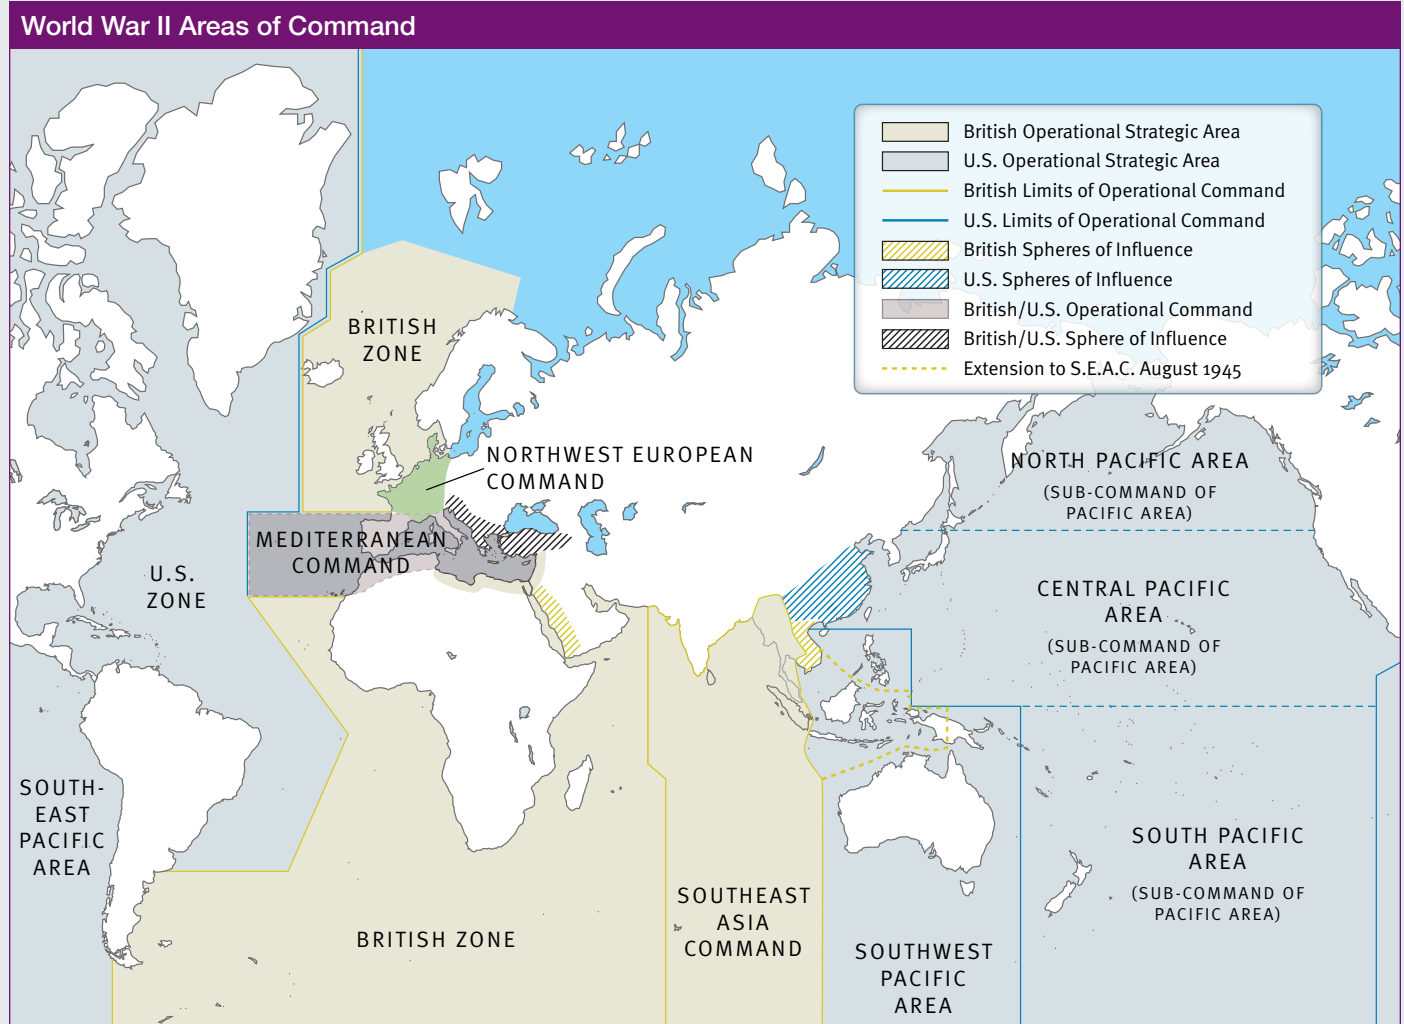 World War II Areas of Command
British Operational Strategic Area
U.S. Operational Strategic Area
British Limits of Operational Command
U.S. Limits of Operational Command
British Spheres of Influence
U.S. Spheres of Influence
British/U.S. Operational Command
British/U.S. Sphere of Influence
Extension to S.E.A.C. August 1945
BRITISH
ZONE
NORTHWEST EUROPEAN
COMMAND
NORTH PACIFIC AREA
(SUB-COMMAND OF
PACIFIC AREA)
MEDITERRANEAN
COMMAND
U.S.
ZONE
CENTRAL PACIFIC
AREA
(SUB-COMMAND OF
PACIFIC AREA)
SOUTH-
EAST
PACIFIC
AREA
SOUTH PACIFIC
AREA
(SUB-COMMAND OF
PACIFIC AREA)
SOUTHEAST
ASIA
COMMAND
BRITISH ZONE
SOUTHWEST
PACIFIC
AREA